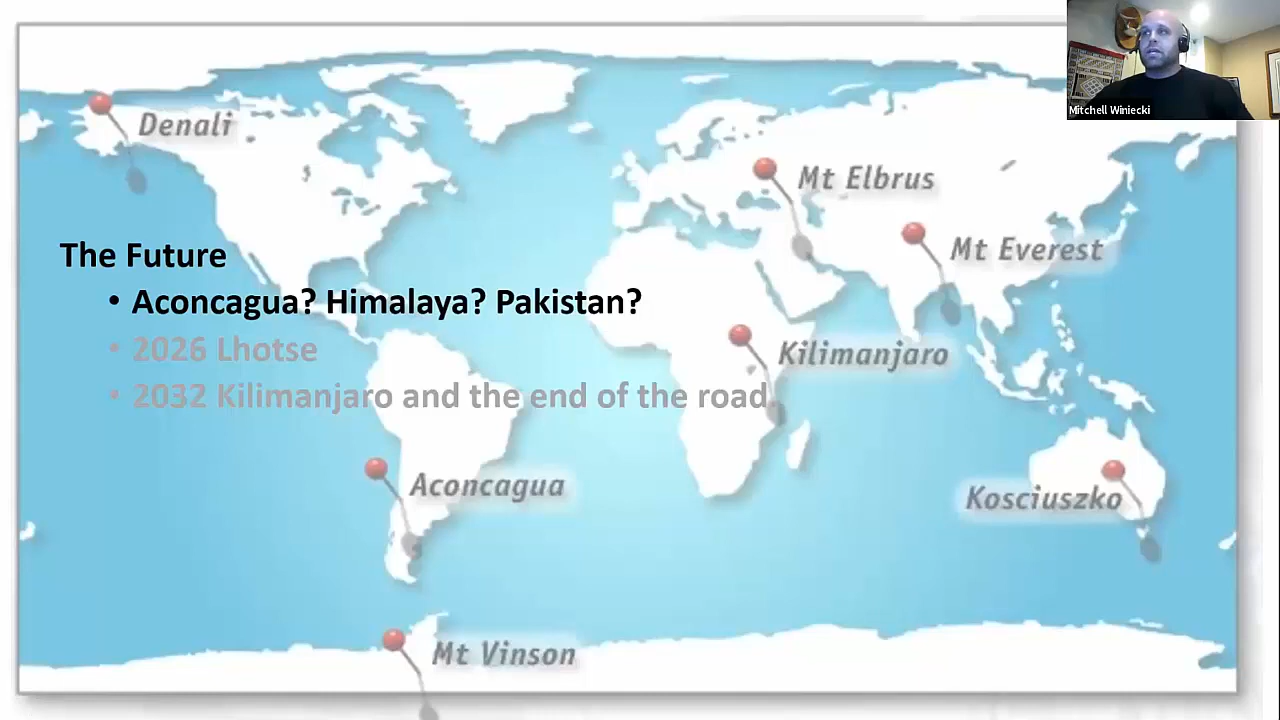 Mitchell Winiecki
Denali
Mt Elbrus
Mt Everest
The Future
• Aconcagua? Himalaya? Pakistan?
• 2026 Lhotse
Kilimanjaro
• 2032 Kilimanjaro and the end of the road
Aconcagua
Kosciuszko
Mt Vinson